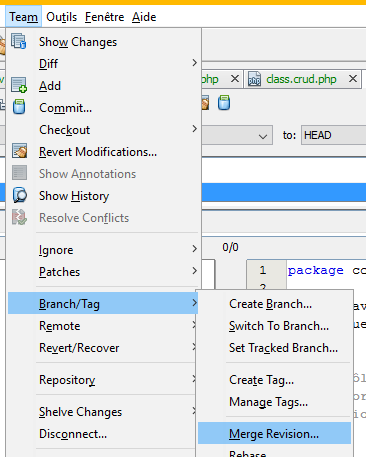 Team Outils Fenêtre Aide
Show Changes
Diff
Add
.php class.crud.php
Commit...
Checkout
to: HEAD
Revert Modifications...
Show Annotations
Show History
Resolve Conflicts
Ignore
0/0
Patches
1 package co
2
Branch/Tag
Create Branch...
Remote
Switch To Branch...
Revert/Recover
Set Tracked Branch...
Repository
Create Tag...
Manage Tags...
Shelve Changes
Disconnect...
Merge Revision...
Rebase